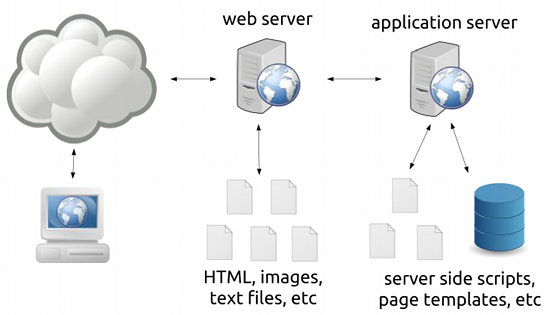 web server
application server
HTML, images,
text files, etc
server side scripts,
page templates, etc